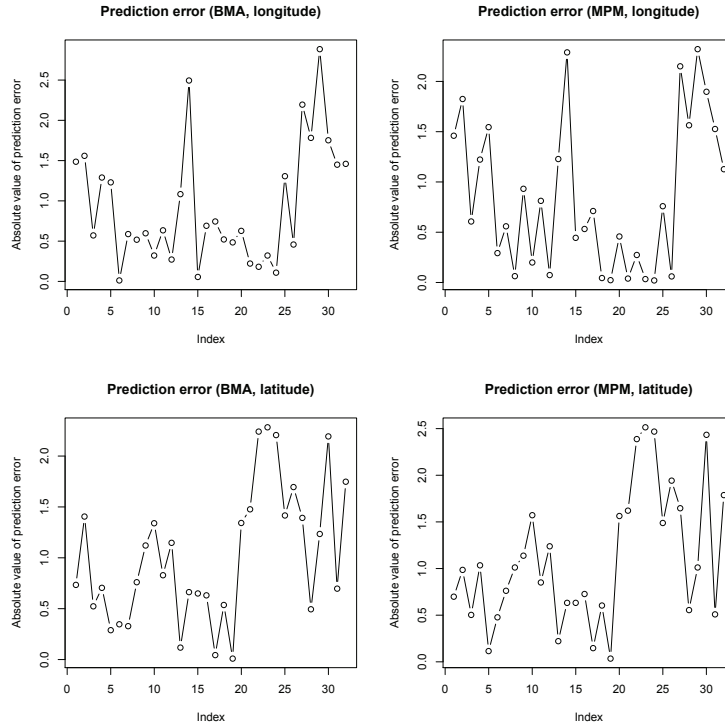 Prediction error (BMA, longitude)
Absolute value of prediction error
0.0 0.5 1.0 1.5 2.0 2.5
0 5 10 15 20 25 30
Index
Prediction error (MPM, longitude)
Absolute value of prediction error
0.0 0.5 1.0 1.5 2.0
0 5 10 15 20 25 30
Index
Prediction error (BMA, latitude)
Absolute value of prediction error
0.0 0.5 1.0 1.5 2.0
0 5 10 15 20 25 30
Index
Prediction error (MPM, latitude)
Absolute value of prediction error
0.0 0.5 1.0 1.5 2.0 2.5
0 5 10 15 20 25 30
Index